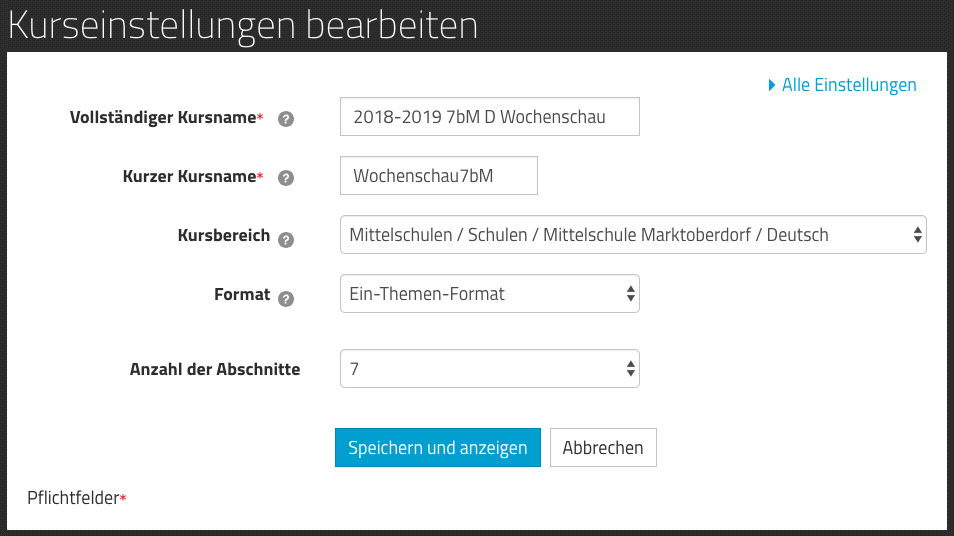 Kurseinstellungen bearbeiten
Alle Einstellungen
Vollständiger Kursname* ? 2018-2019 7bM D Wochenschau
Kurzer Kursname* ? Wochenschau7bM
Kursbereich ? Mittelschulen / Schulen / Mittelschule Marktoberdorf / Deutsch
Format ? Ein-Themen-Format
Anzahl der Abschnitte 7
Speichern und anzeigen Abbrechen
Pflichtfelder*